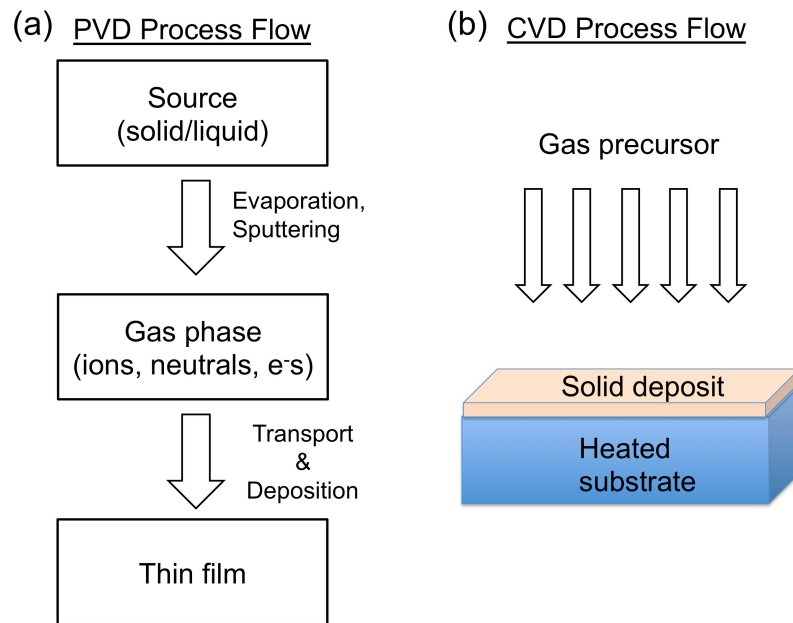 (a) PVD Process Flow
Source
(solid/liquid)
Evaporation,
Sputtering
Gas phase
(ions, neutrals, e⁻s)
Transport
&
Deposition
Thin film
(b) CVD Process Flow
Gas precursor
Solid deposit
Heated
substrate